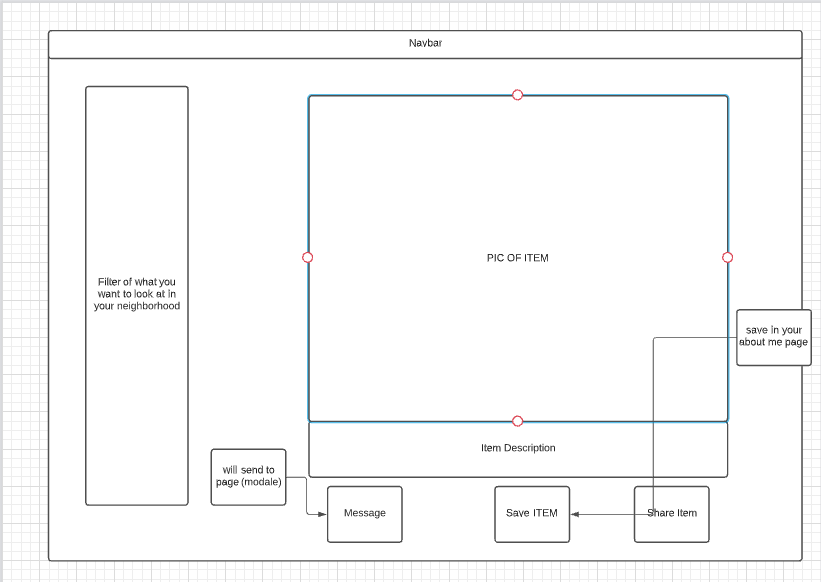 Navbar
PIC OF ITEM
Filter of what you
want to look at in
your neighborhood
save in your
about me page
Item Description
will send to
page (modale)
Message
Save ITEM
Share Item